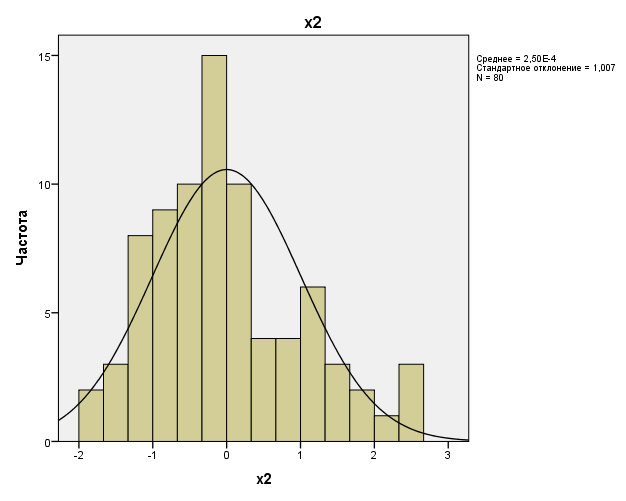 x2
Среднее = 2,50E-4
Стандартное отклонение = 1,007
N = 80
Частота
15
10
5
0
-2 -1 0 1 2 3
x2